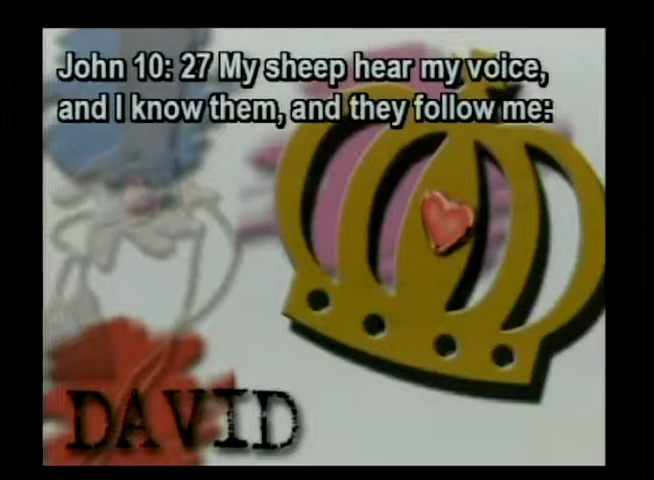 John 10: 27 My sheep hear my voice,
and I know them, and they follow me:
DAVID